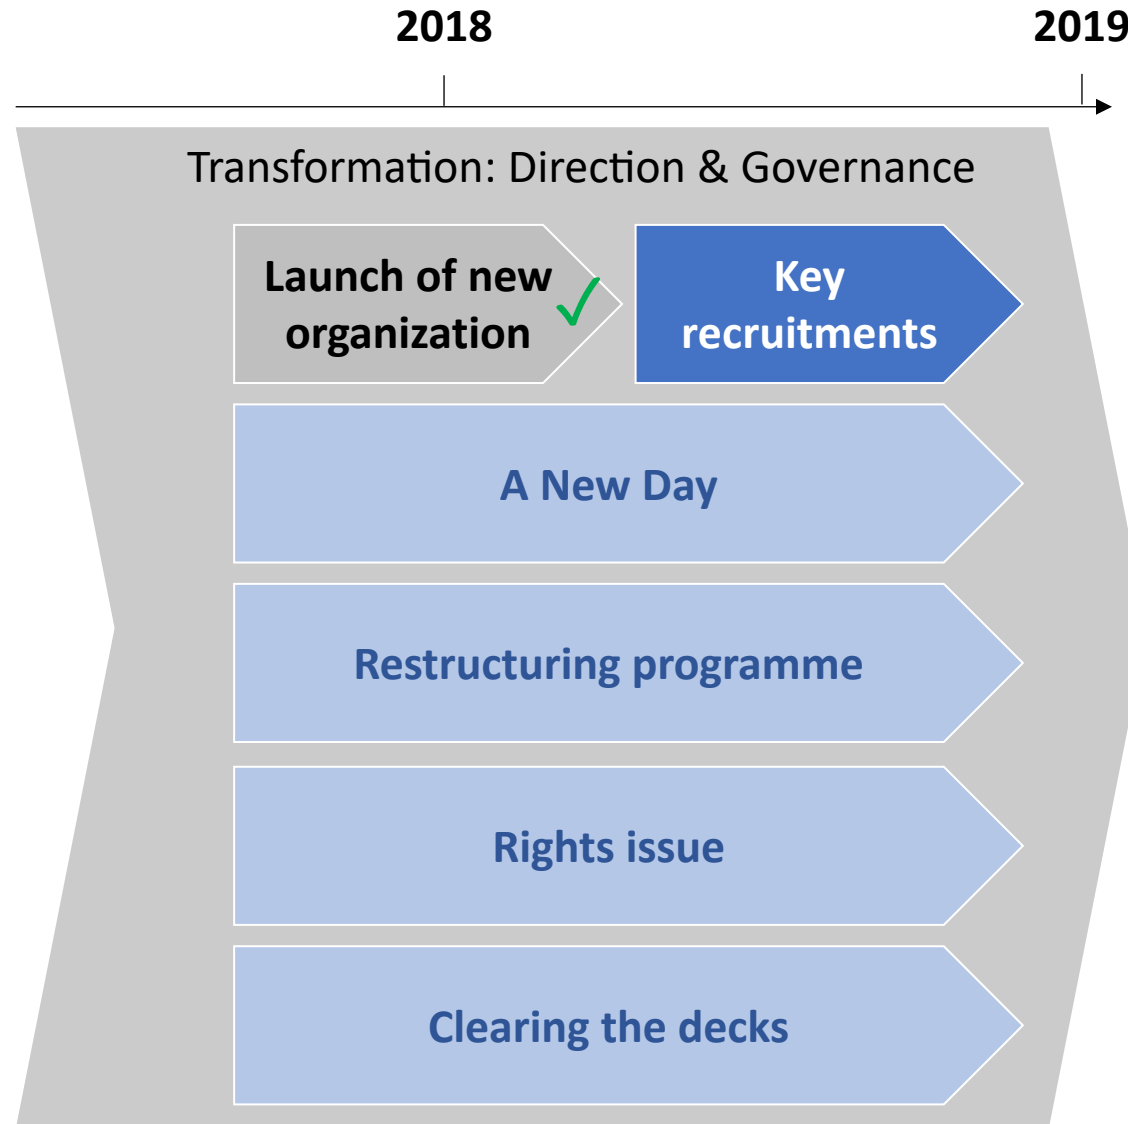 2018
2019
Transformation: Direction & Governance
Launch of new
organization
Key
recruitments
A New Day
Restructuring programme
Rights issue
Clearing the decks